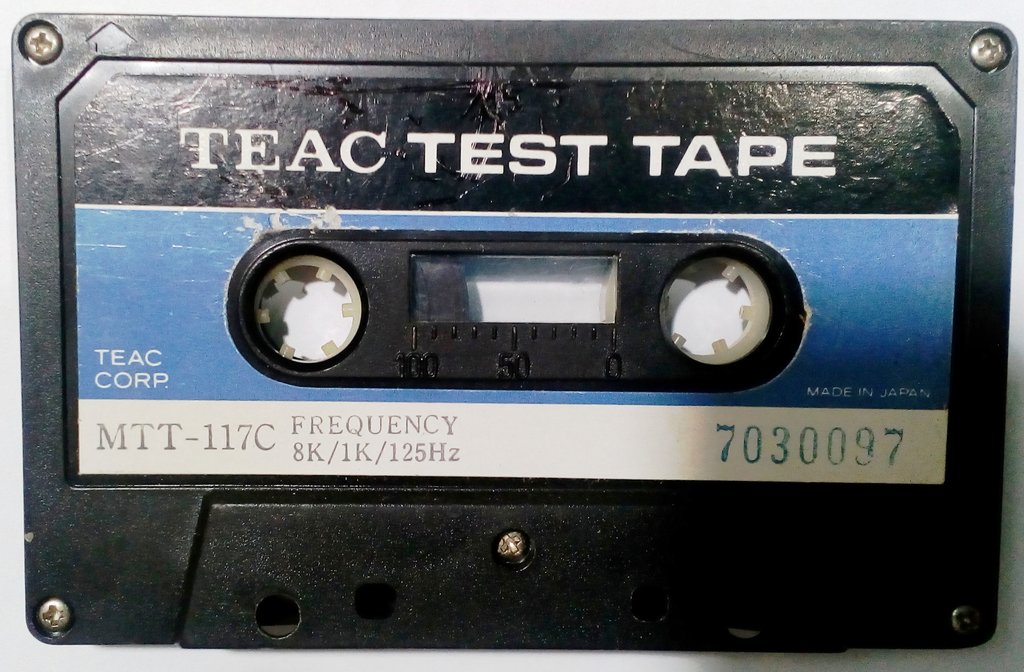 TEAC TEST TAPE
100 50 0
TEAC
CORP.
MADE IN JAPAN
MTT-117C FREQUENCY
8K/1K/125Hz
7030097